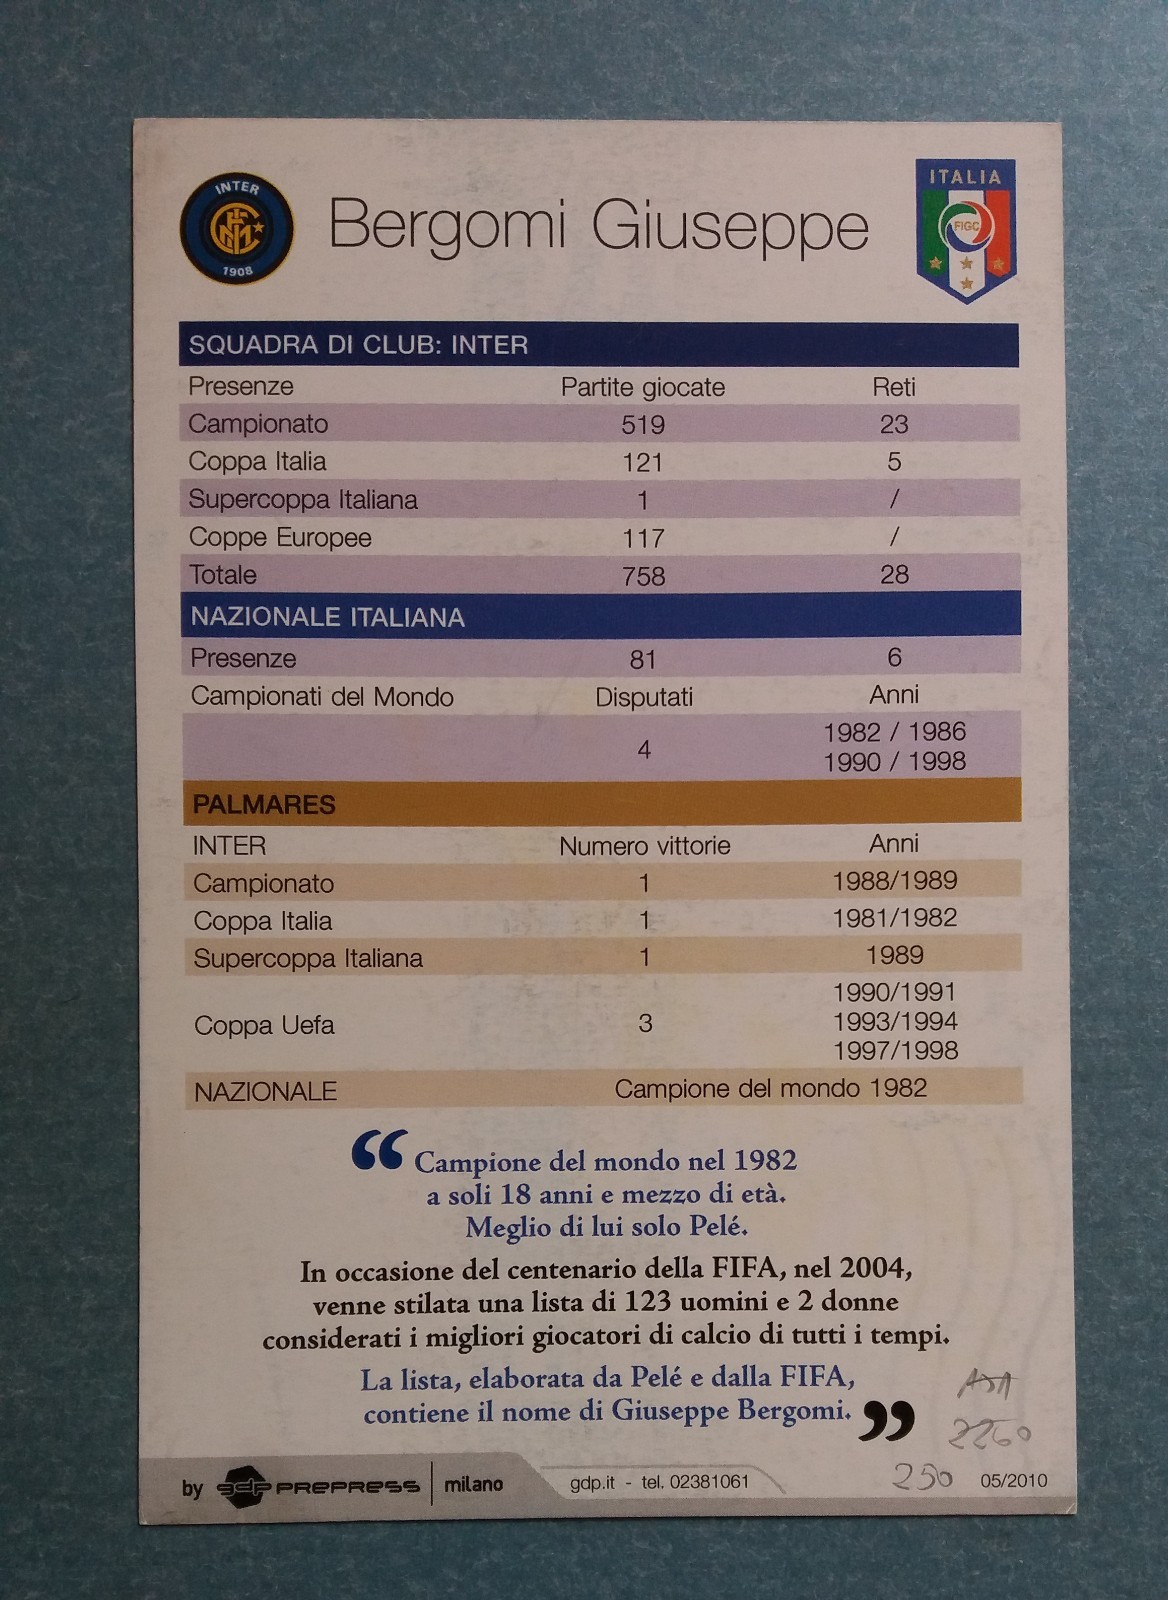 INTER
1908
Bergomi Giuseppe
ITALIA
FIGC
SQUADRA DI CLUB: INTER
Presenze Partite giocate Reti
Campionato 519 23
Coppa Italia 121 5
Supercoppa Italiana 1 /
Coppe Europee 117 /
Totale 758 28
NAZIONALE ITALIANA
Presenze 81 6
Campionati del Mondo Disputati Anni
4 1982 / 1986
1990 / 1998
PALMARES
INTER Numero vittorie Anni
Campionato 1 1988/1989
Coppa Italia 1 1981/1982
Supercoppa Italiana 1 1989
Coppa Uefa 3 1990/1991
1993/1994
1997/1998
NAZIONALE Campione del mondo 1982
“ Campione del mondo nel 1982
a soli 18 anni e mezzo di età.
Meglio di lui solo Pelé.
In occasione del centenario della FIFA, nel 2004,
venne stilata una lista di 123 uomini e 2 donne
considerati i migliori giocatori di calcio di tutti i tempi.
La lista, elaborata da Pelé e dalla FIFA,
contiene il nome di Giuseppe Bergomi. ”
2260
250
by gdp PREPRESS milano gdp.it - tel. 02381061 05/2010